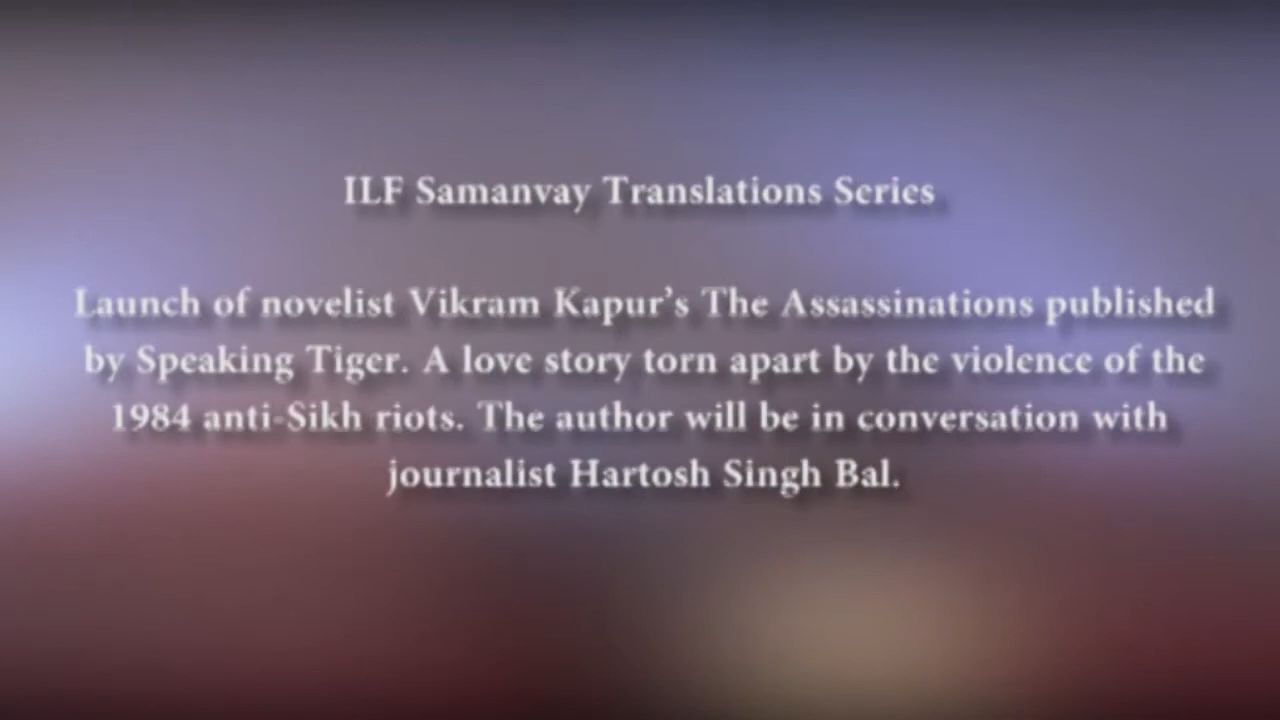 ILF Samanvay Translations Series
Launch of novelist Vikram Kapur's The Assassinations published
by Speaking Tiger. A love story torn apart by the violence of the
1984 anti-Sikh riots. The author will be in conversation with
journalist Hartosh Singh Bal.